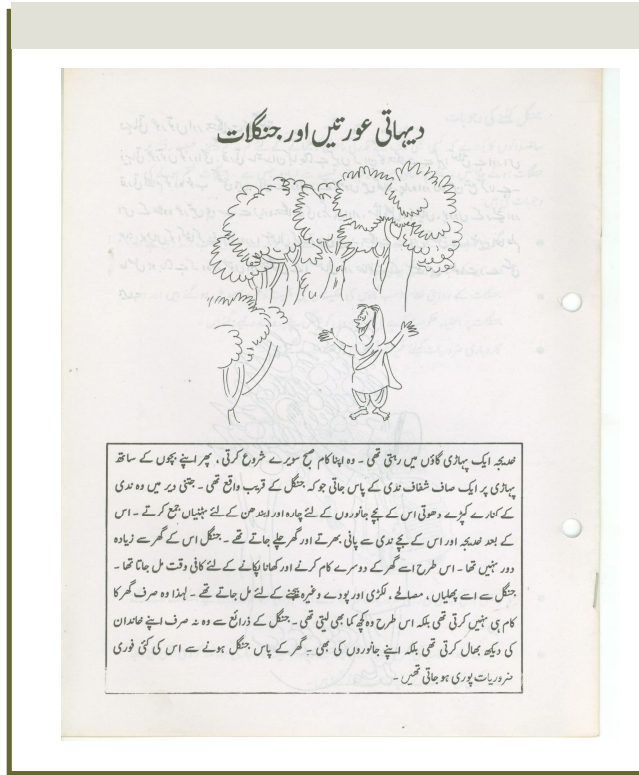 دیہاتی عورتیں اور جنگلات
خدیجہ ایک پہاڑی گاؤں میں رہتی تھی ۔ وہ اپنا کام صبح سویرے شروع کرتی ، پھر اپنے بچوں کے ساتھ
پہاڑی پر ایک صاف شفاف ندی کے پاس جاتی جو کہ جنگل کے قریب واقع تھی ۔ جتنی دیر میں وہ ندی
کے کنارے کپڑے دھوتی اس کے بچے جانوروں کے لئے چارہ اور ایندھن کے لئے ٹہنیاں جمع کرتے ۔ اس
کے بعد خدیجہ اور اس کے بچے ندی سے پانی بھرتے اور گھر چلے جاتے تھے ۔ جنگل اس کے گھر سے زیادہ
دور نہیں تھا ۔ اس طرح اسے گھر کے دوسرے کام کرنے اور کھانا پکانے کے لئے کافی وقت مل جاتا تھا ۔
جنگل سے اسے پھلیاں ، مصالحے ، لکڑی اور پودے وغیرہ بیچنے کے لئے مل جاتے تھے ۔ لہذا وہ صرف گھر کا
کام ہی نہیں کرتی تھی بلکہ اس طرح وہ کچھ کما بھی لیتی تھی ۔ جنگل کے ذرائع سے وہ نہ صرف اپنے خاندان
کی دیکھ بھال کرتی تھی بلکہ اپنے جانوروں کی بھی ۔ گھر کے پاس جنگل ہونے سے اس کی کئی فوری
ضروریات پوری ہو جاتی تھیں ۔